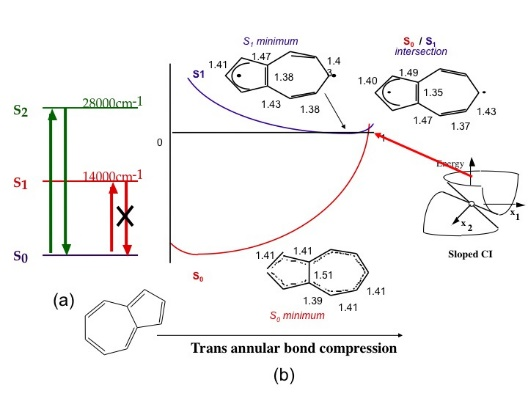 S1 minimum
S0 / S1
intersection
1.41
1.47
1.4
3
1.38
1.43
1.38
1.40
1.49
1.35
1.43
1.47
1.37
S1
S2
28000cm-1
S1
14000cm-1
S0
0
Energy
x1
x2
Sloped CI
S0
1.41
1.41
1.51
1.41
1.39
1.41
S0 minimum
(a)
Trans annular bond compression
(b)